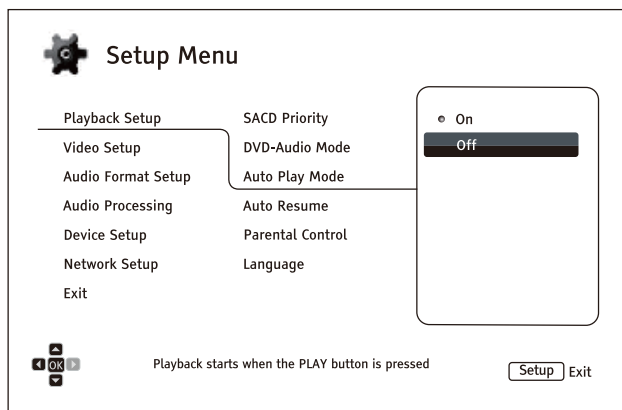 Setup Menu
Playback Setup
Video Setup
Audio Format Setup
Audio Processing
Device Setup
Network Setup
Exit
SACD Priority
DVD-Audio Mode
Auto Play Mode
Auto Resume
Parental Control
Language
On
Off
OK
Playback starts when the PLAY button is pressed
Setup Exit